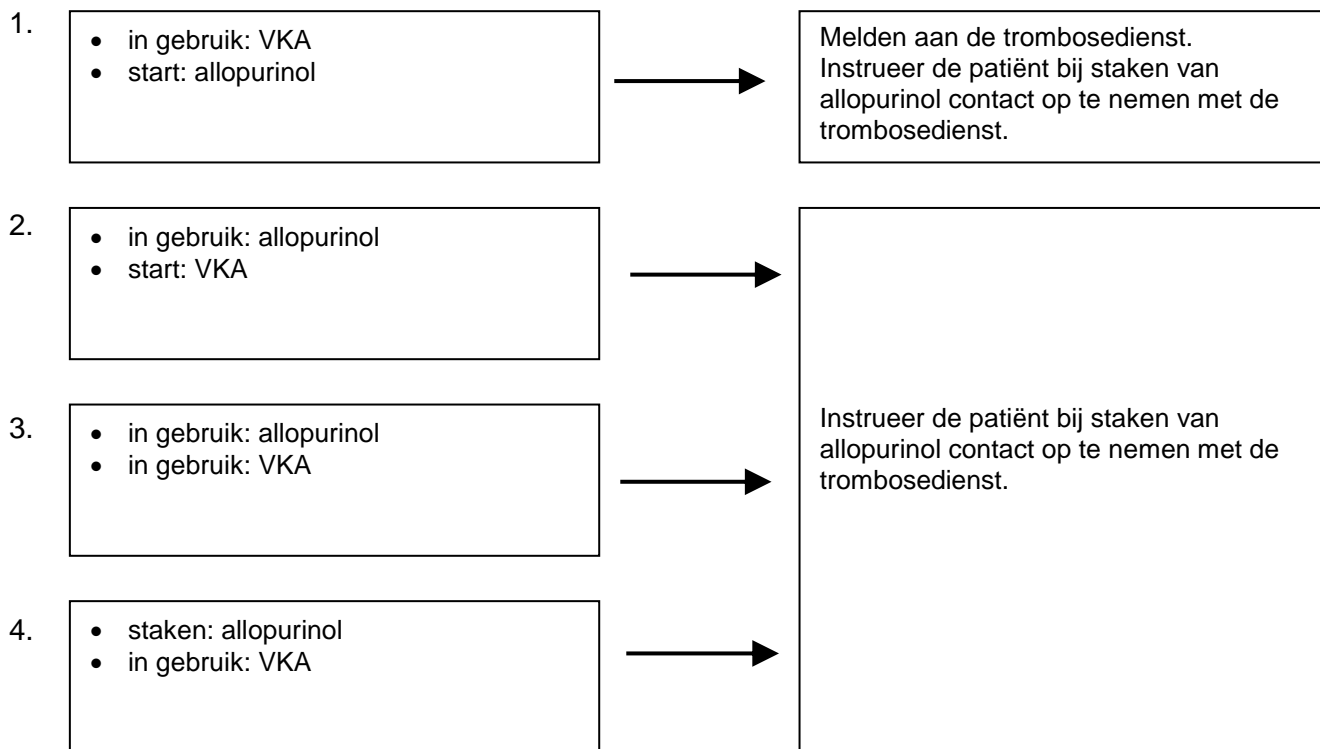 1.
• in gebruik: VKA
• start: allopurinol
Melden aan de trombosedienst.
Instrueer de patiënt bij staken van
allopurinol contact op te nemen met de
trombosedienst.
2.
• in gebruik: allopurinol
• start: VKA
3.
• in gebruik: allopurinol
• in gebruik: VKA
Instrueer de patiënt bij staken van
allopurinol contact op te nemen met de
trombosedienst.
4.
• staken: allopurinol
• in gebruik: VKA